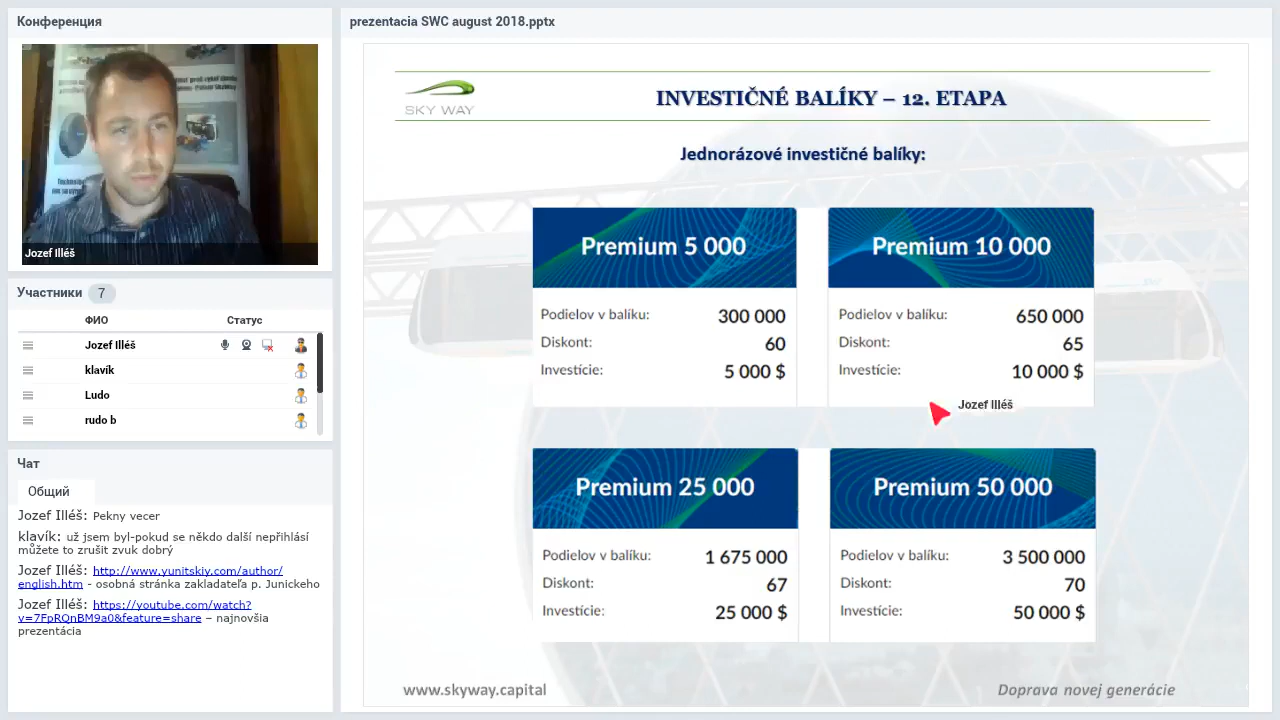 Конференция
Jozef Illéš
Участники 7
ФИО Статус
Jozef Illéš
klavík
Ludo
rudo b
Чат
Общий
Jozef Illéš: Pekny vecer
klavík: už jsem byl-pokud se někdo další nepřihlásí
můžete to zrušit zvuk dobrý
Jozef Illéš: http://www.yunitskiy.com/author/
english.htm - osobná stránka zakladateľa p. Junickeho
Jozef Illéš: https://youtube.com/watch?
v=7FpRQnBM9a0&feature=share – najnovšia
prezentácia
prezentacia SWC august 2018.pptx
SKY WAY
INVESTIČNÉ BALÍKY – 12. ETAPA
Jednorázové investičné balíky:
Premium 5 000
Podielov v balíku: 300 000
Diskont: 60
Investície: 5 000 $
Premium 10 000
Podielov v balíku: 650 000
Diskont: 65
Investície: 10 000 $
Jozef Illéš
Premium 25 000
Podielov v balíku: 1 675 000
Diskont: 67
Investície: 25 000 $
Premium 50 000
Podielov v balíku: 3 500 000
Diskont: 70
Investície: 50 000 $
www.skyway.capital
Doprava novej generácie